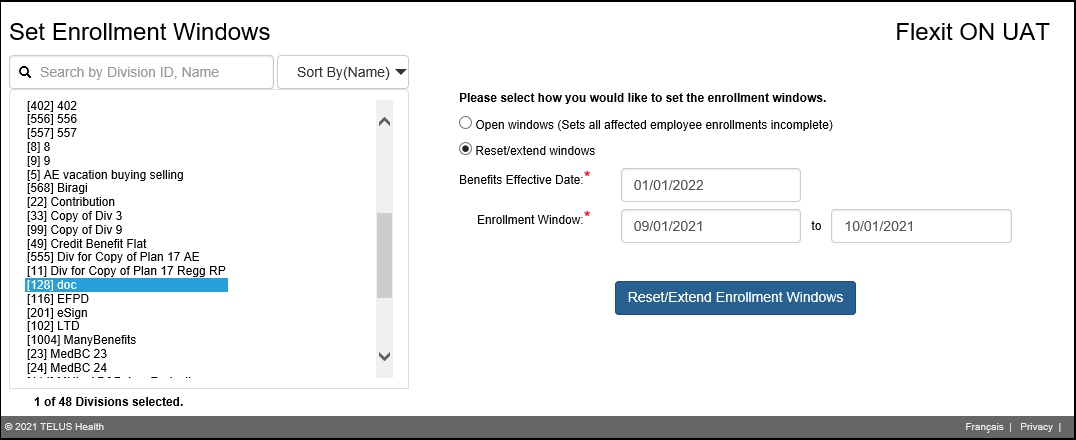 Set Enrollment Windows
Flexit ON UAT
Search by Division ID, Name
Sort By(Name)
[402] 402
[556] 556
[557] 557
[8] 8
[9] 9
[5] AE vacation buying selling
[568] Biragi
[22] Contribution
[33] Copy of Div 3
[99] Copy of Div 9
[49] Credit Benefit Flat
[555] Div for Copy of Plan 17 AE
[11] Div for Copy of Plan 17 Regg RP
[128] doc
[116] EFPD
[201] eSign
[102] LTD
[1004] ManyBenefits
[23] MedBC 23
[24] MedBC 24
1 of 48 Divisions selected.
Please select how you would like to set the enrollment windows.
Open windows (Sets all affected employee enrollments incomplete)
Reset/extend windows
Benefits Effective Date:* 01/01/2022
Enrollment Window:* 09/01/2021 to 10/01/2021
Reset/Extend Enrollment Windows
© 2021 TELUS Health
Français | Privacy |